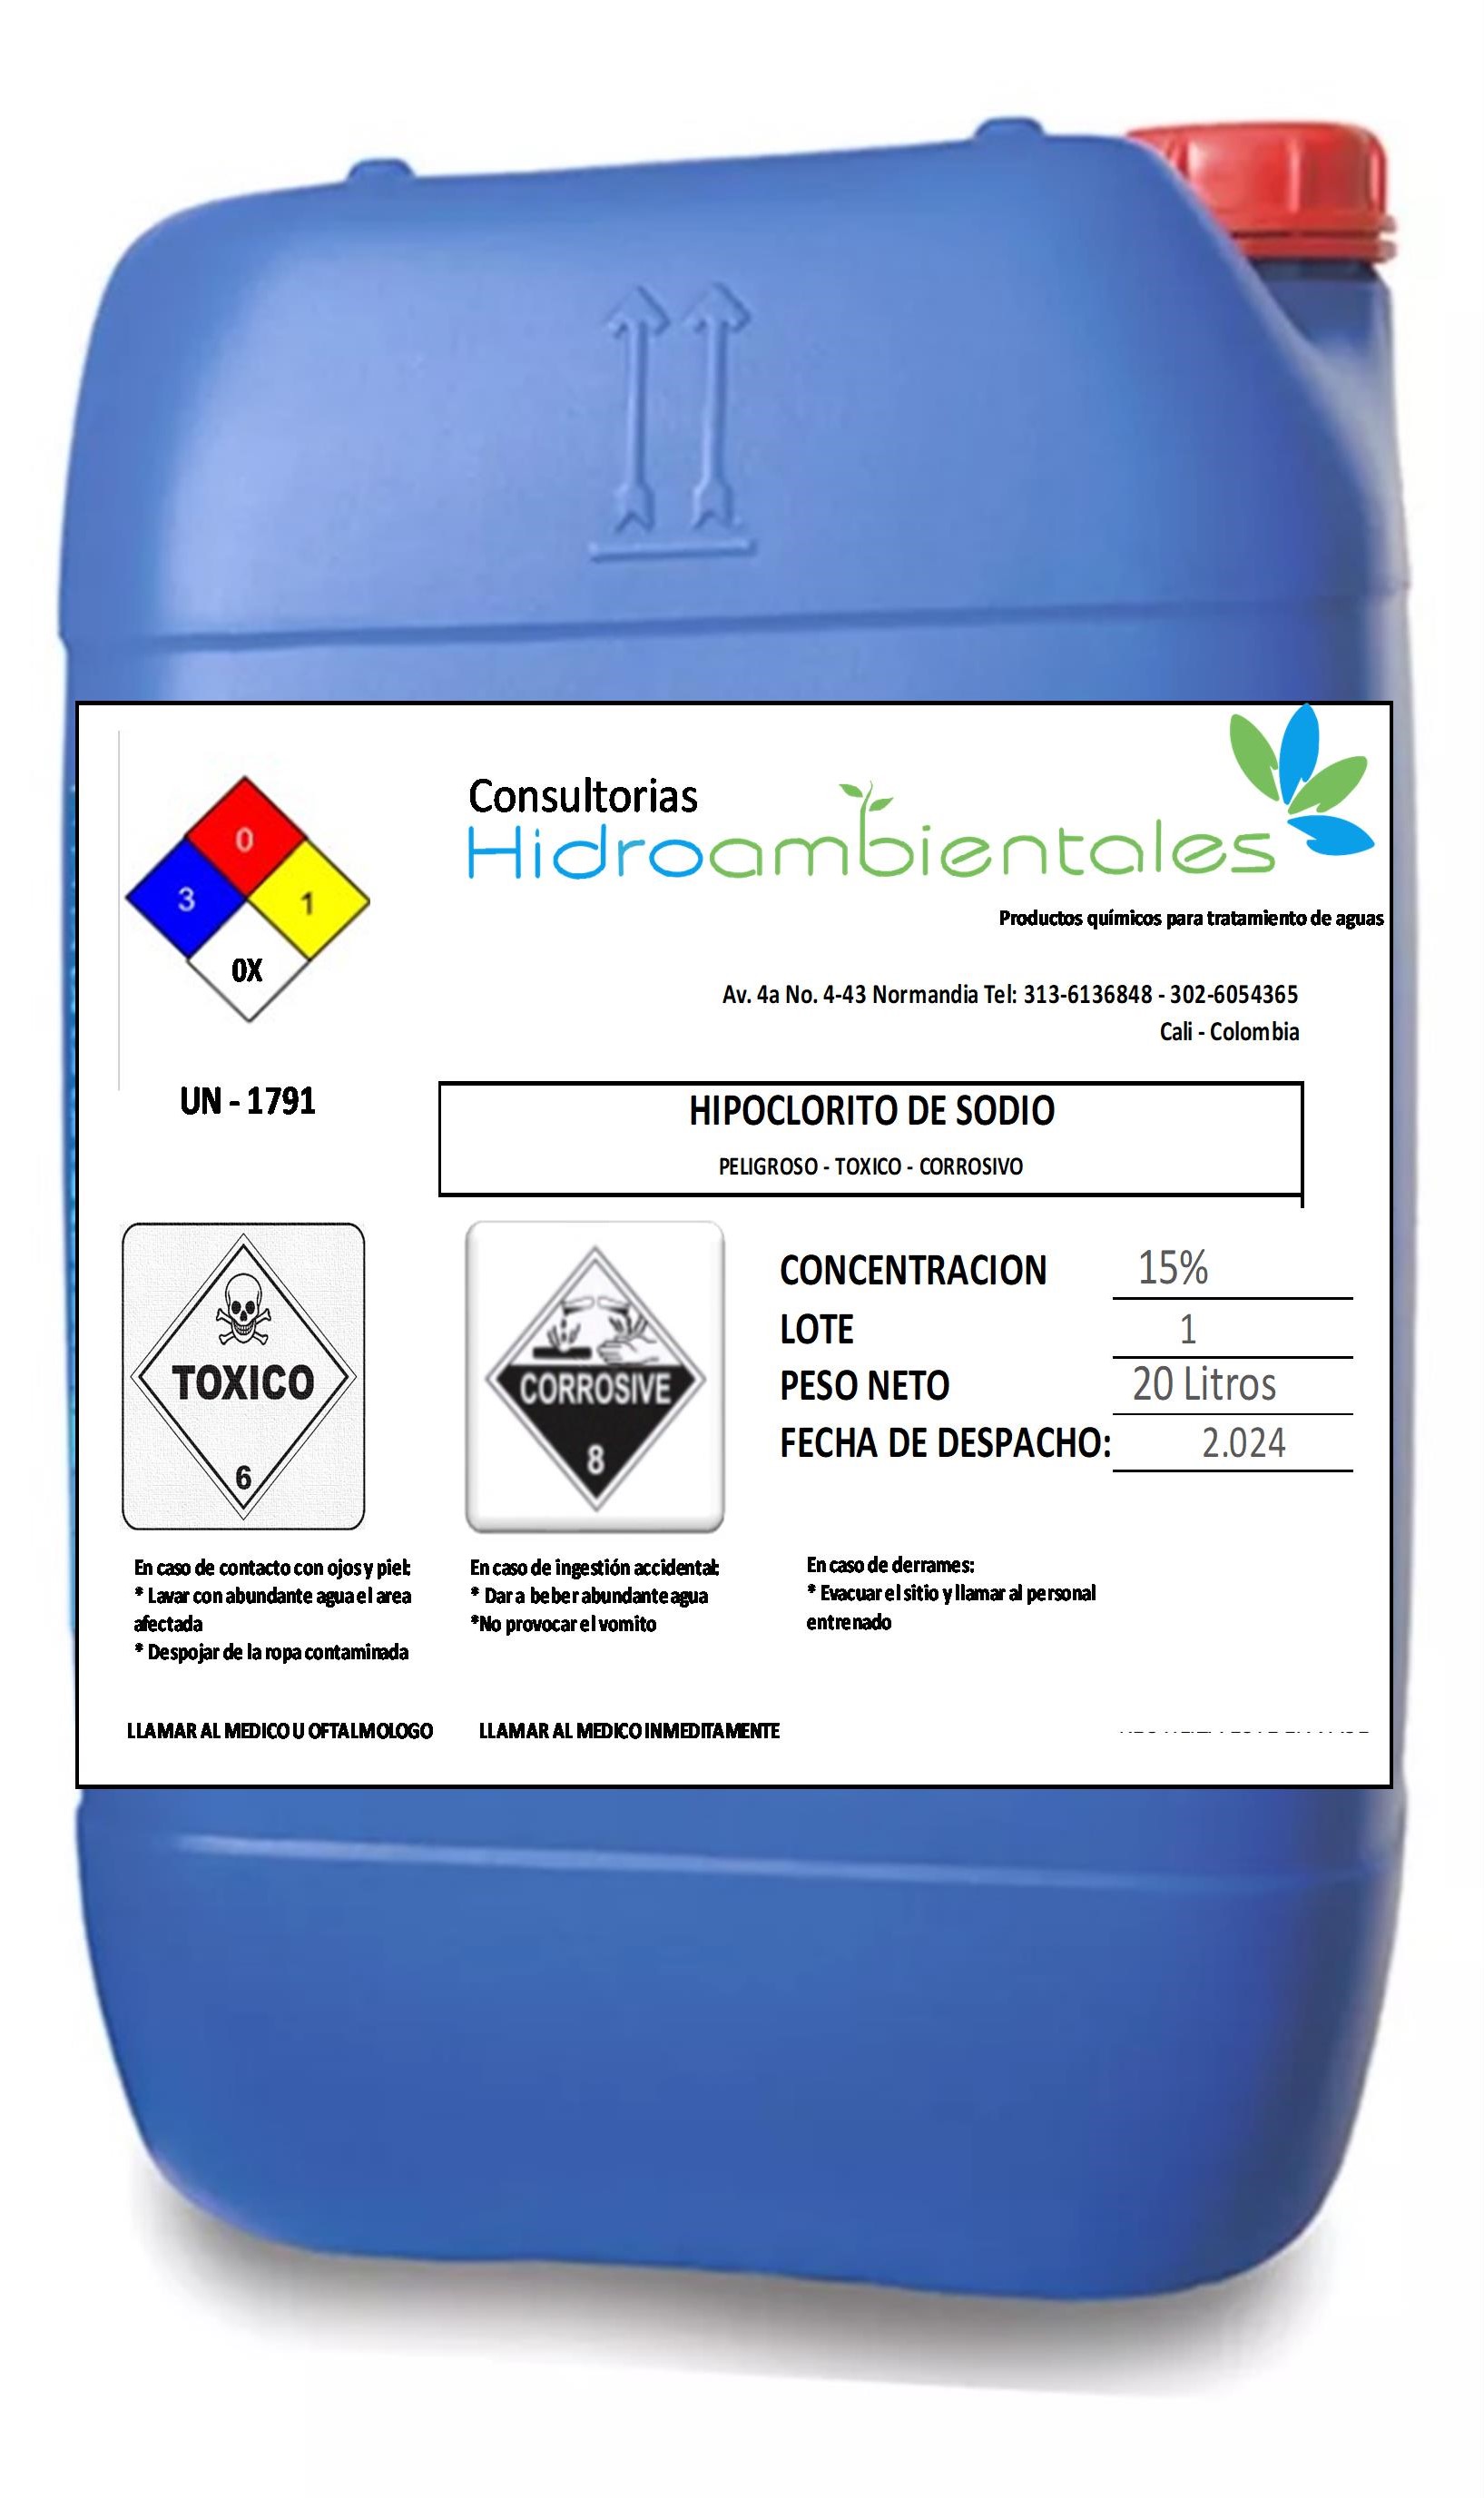 0
3
1
0X
UN - 1791
Consultorias
Hidroambientales
Productos químicos para tratamiento de aguas
Av. 4a No. 4-43 Normandia Tel: 313-6136848 - 302-6054365
Cali - Colombia
HIPOCLORITO DE SODIO
PELIGROSO - TOXICO - CORROSIVO
TOXICO
6
CORROSIVE
8
CONCENTRACION 15%
LOTE 1
PESO NETO 20 Litros
FECHA DE DESPACHO: 2.024
En caso de contacto con ojos y piel:
* Lavar con abundante agua el area
afectada
* Despojar de la ropa contaminada
LLAMAR AL MEDICO U OFTALMOLOGO
En caso de ingestión accidental:
* Dar a beber abundante agua
*No provocar el vomito
LLAMAR AL MEDICO INMEDITAMENTE
En caso de derrames:
* Evacuar el sitio y llamar al personal
entrenado